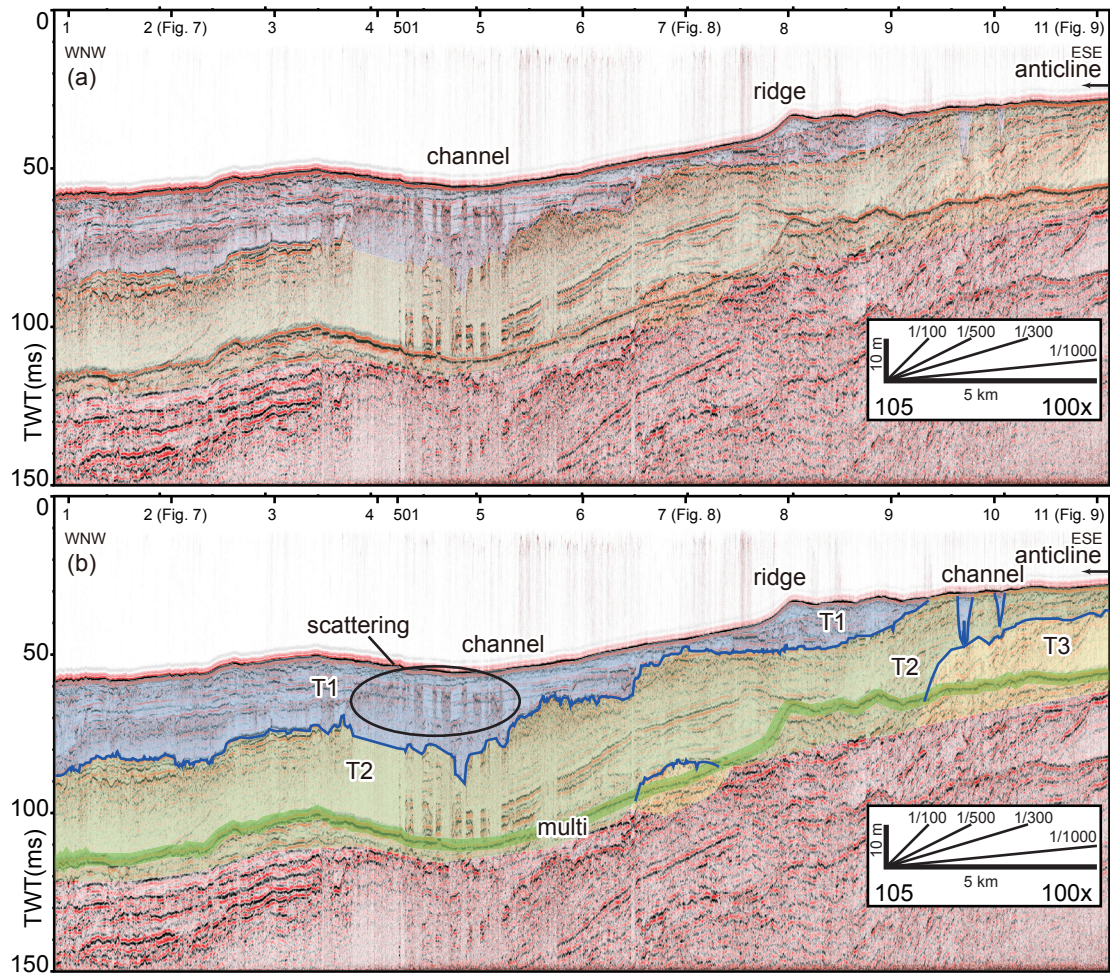 0 1 2 (Fig. 7) 3 4 501 5 6 7 (Fig. 8) 8 9 10 11 (Fig. 9)
WNW ESE
(a) anticline
ridge
channel
50
100
150
TWT(ms)
1/100 1/500 1/300
1/1000
10 m
5 km
105 100x
0 1 2 (Fig. 7) 3 4 501 5 6 7 (Fig. 8) 8 9 10 11 (Fig. 9)
WNW ESE
(b) anticline
ridge channel
scattering channel
T1
50
T3
T2
T1
T2
multi
100
150
TWT(ms)
1/100 1/500 1/300
1/1000
10 m
5 km
105 100x